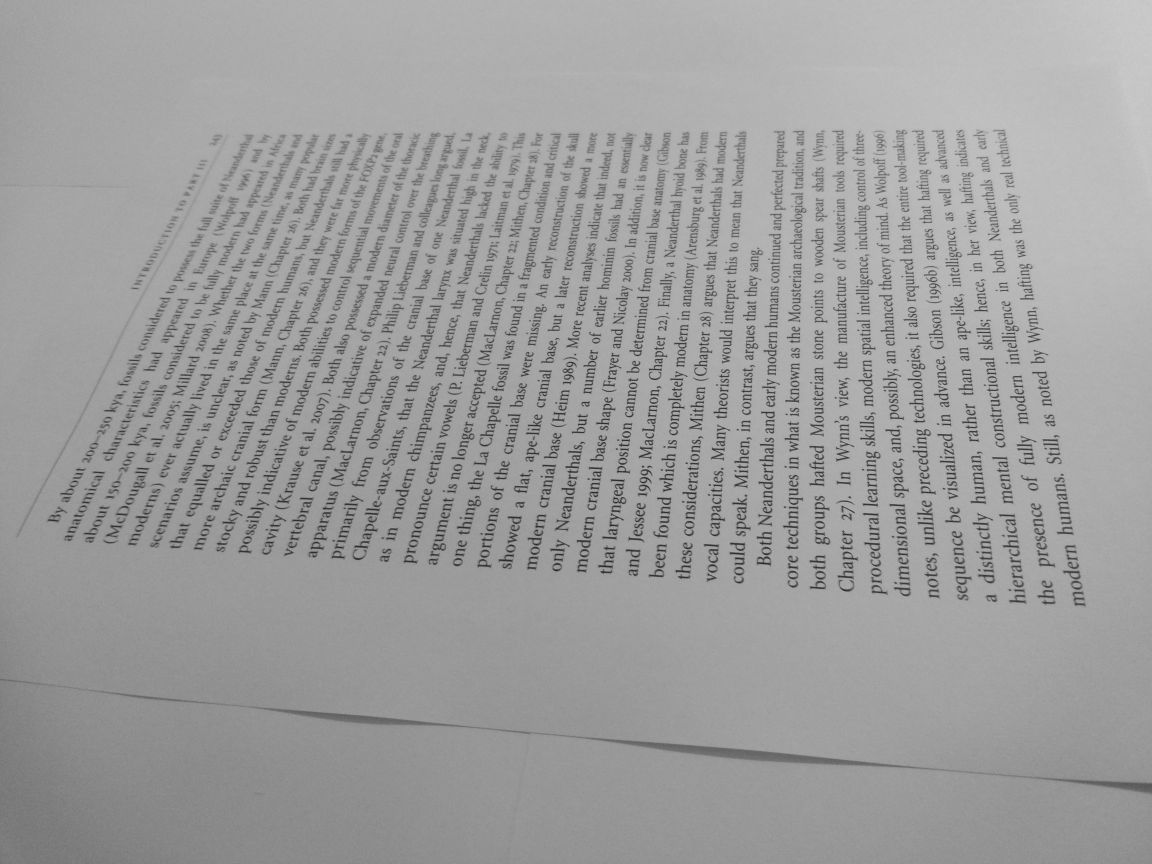 INTRODUCTION TO PART III 243
By about 200–250 kya, fossils considered to possess the full suite of Neanderthal
anatomical characteristics had appeared in Europe (Wolpoff 1996) and by
about 150–200 kya, fossils considered to be fully modern had appeared in Africa
(McDougall et al. 2005; Millard 2008). Whether the two forms (Neanderthals and
moderns) ever actually lived in the same place at the same time, as many popular
scenarios assume, is unclear, as noted by Mann (Chapter 26). Both had brain sizes
that equalled or exceeded those of modern humans, but Neanderthals still had a
more archaic cranial form (Mann, Chapter 26), and they were far more physically
stocky and robust than moderns. Both possessed modern forms of the FOXP2 gene,
possibly indicative of modern abilities to control sequential movements of the oral
cavity (Krause et al. 2007). Both also possessed a modern diameter of the thoracic
vertebral canal, possibly indicative of expanded neural control over the breathing
apparatus (MacLarnon, Chapter 22). Philip Lieberman and colleagues long argued,
primarily from observations of the cranial base of one Neanderthal fossil, La
Chapelle-aux-Saints, that the Neanderthal larynx was situated high in the neck,
as in modern chimpanzees, and, hence, that Neanderthals lacked the ability to
pronounce certain vowels (P. Lieberman and Crelin 1971; Laitman et al. 1979). This
argument is no longer accepted (MacLarnon, Chapter 22; Mithen, Chapter 28). For
one thing, the La Chapelle fossil was found in a fragmented condition and critical
portions of the cranial base were missing. An early reconstruction of the skull
showed a flat, ape-like cranial base, but a later reconstruction showed a more
modern cranial base (Heim 1989). More recent analyses indicate that indeed, not
only Neanderthals, but a number of earlier hominin fossils had an essentially
modern cranial base shape (Frayer and Nicolay 2000). In addition, it is now clear
that laryngeal position cannot be determined from cranial base anatomy (Gibson
and Jessee 1999; MacLarnon, Chapter 22). Finally, a Neanderthal hyoid bone has
been found which is completely modern in anatomy (Arensburg et al. 1989). From
these considerations, Mithen (Chapter 28) argues that Neanderthals had modern
vocal capacities. Many theorists would interpret this to mean that Neanderthals
could speak. Mithen, in contrast, argues that they sang.
Both Neanderthals and early modern humans continued and perfected prepared
core techniques in what is known as the Mousterian archaeological tradition, and
both groups hafted Mousterian stone points to wooden spear shafts (Wynn,
Chapter 27). In Wynn's view, the manufacture of Mousterian tools required
procedural learning skills, modern spatial intelligence, including control of three-
dimensional space, and, possibly, an enhanced theory of mind. As Wolpoff (1996)
notes, unlike preceding technologies, it also required that the entire tool-making
sequence be visualized in advance. Gibson (1996b) argues that hafting required
a distinctly human, rather than an ape-like, intelligence, as well as advanced
hierarchical mental constructional skills; hence, in her view, hafting indicates
the presence of fully modern intelligence in both Neanderthals and early
modern humans. Still, as noted by Wynn, hafting was the only real technical